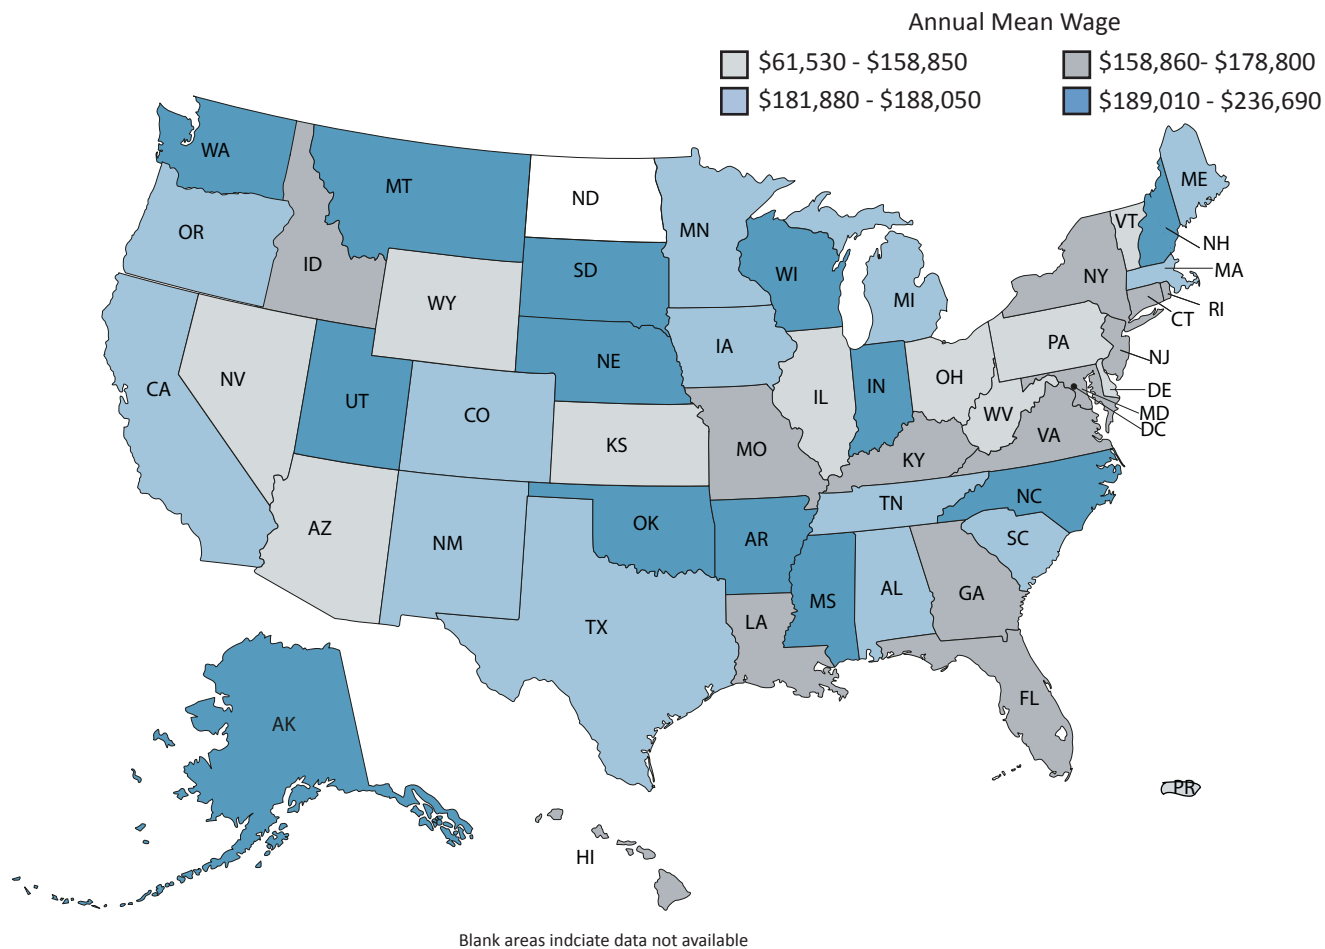 Annual Mean Wage
$61,530 - $158,850
$158,860- $178,800
$181,880 - $188,050
$189,010 - $236,690
WA
MT
ND
MN
ME
OR
ID
SD
WI
MI
NY
VT
NH
MA
RI
CT
WY
NE
IA
PA
NJ
CA
NV
UT
CO
KS
MO
IL
IN
OH
WV
VA
DE
MD
DC
KY
AZ
NM
OK
AR
TN
NC
SC
TX
LA
MS
AL
GA
FL
AK
HI
PR
Blank areas indciate data not available